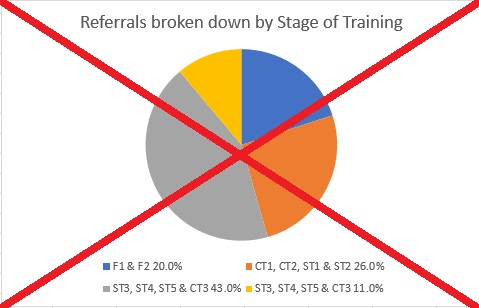 Referrals broken down by Stage of Training
F1 & F2 20.0% CT1, CT2, ST1 & ST2 26.0%
ST3, ST4, ST5 & CT3 43.0% ST3, ST4, ST5 & CT3 11.0%